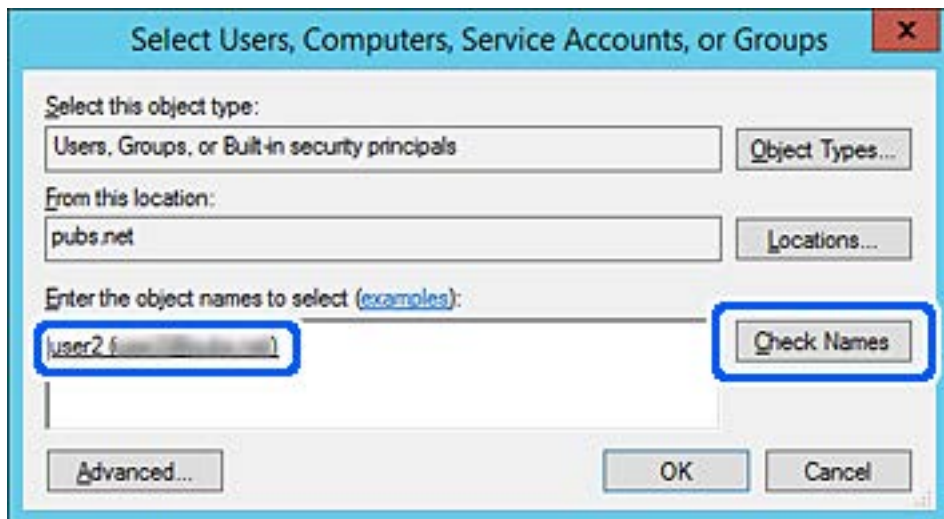 Select Users, Computers, Service Accounts, or Groups
x
Select this object type:
Users, Groups, or Built-in security principals
Object Types...
From this location:
pubs.net
Locations...
Enter the object names to select (examples):
user2 (
Check Names
Advanced...
OK
Cancel